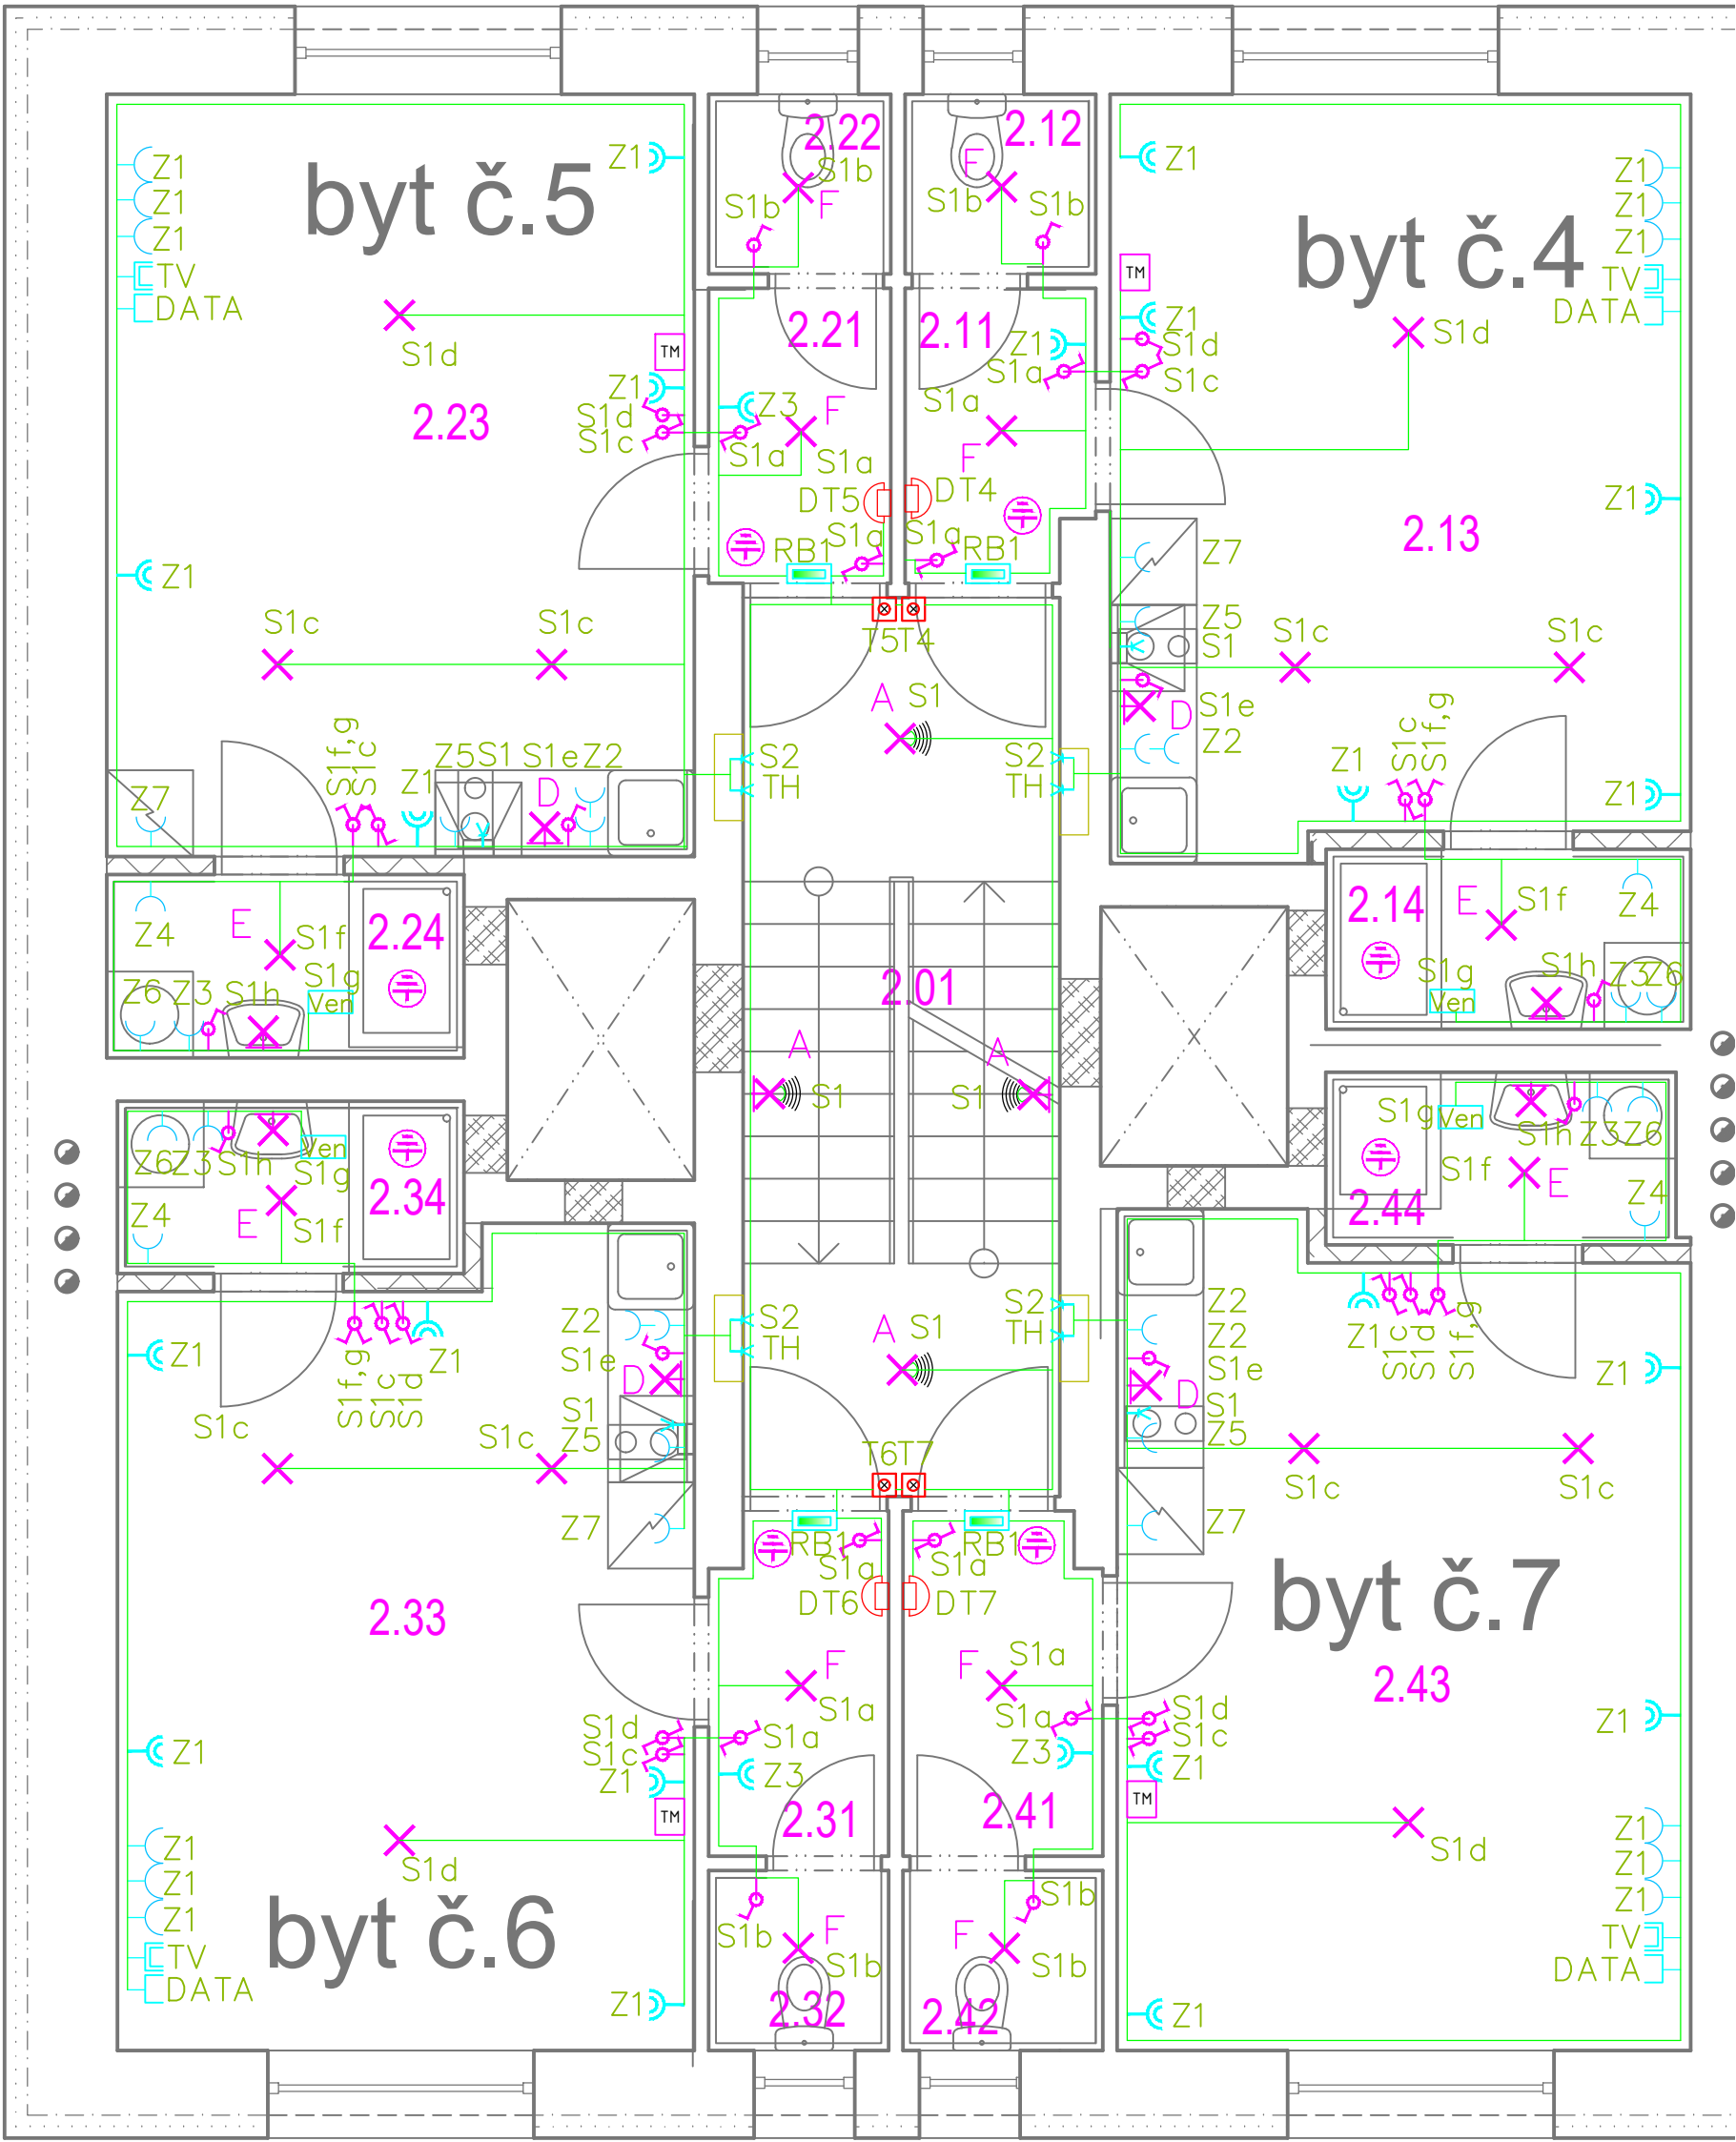 byt č.5
2.23
Z1
Z1
Z1
TV
DATA
Z1
S1d
TM
Z1
S1d
S1c
Z1
S1c
S1c
S1f,g
S1c
Z1
Z5
S1
S1e
Z2
D
Z7
2.22
S1b
S1b
F
2.21
Z3
F
S1a
S1a
DT5
S1a
RB1
2.12
F
S1b
S1b
2.11
Z1
S1a
S1a
F
DT4
S1a
RB1
byt č.4
2.13
Z1
TM
Z1
S1d
S1c
Z1
Z1
Z1
TV
DATA
S1d
Z1
Z7
Z5
S1
S1e
D
Z2
S1c
S1c
Z1
S1c
S1f,g
Z1
T5
T4
A
S1
S2
TH
S2
TH
Z4
E
S1f
2.24
S1g
Ven
Z6
Z3
S1h
2.01
A
S1
A
S1
2.14
E
S1f
Z4
S1g
Ven
S1h
Z3
Z6
Ven
Z6
Z3
S1h
S1g
2.34
Z4
E
S1f
S1g
Ven
S1h
Z3
Z6
S1f
E
Z4
2.44
S2
TH
S2
TH
A
S1
T6
T7
Z1
S1f,g
S1c
S1d
Z1
Z2
S1e
D
S1
Z5
Z7
S1c
S1c
2.33
Z1
S1d
S1c
Z1
TM
Z1
Z1
Z1
TV
DATA
S1d
byt č.6
Z1
RB1
S1a
DT6
F
S1a
S1a
Z3
2.31
S1b
F
S1b
2.32
RB1
S1a
DT7
S1a
F
S1a
Z3
2.41
S1b
F
S1b
2.42
Z2
Z2
S1e
D
S1
Z5
Z7
Z1
S1c
S1d
S1f,g
Z1
S1c
S1c
byt č.7
2.43
S1d
S1c
Z1
TM
Z1
S1d
Z1
Z1
Z1
TV
DATA
Z1